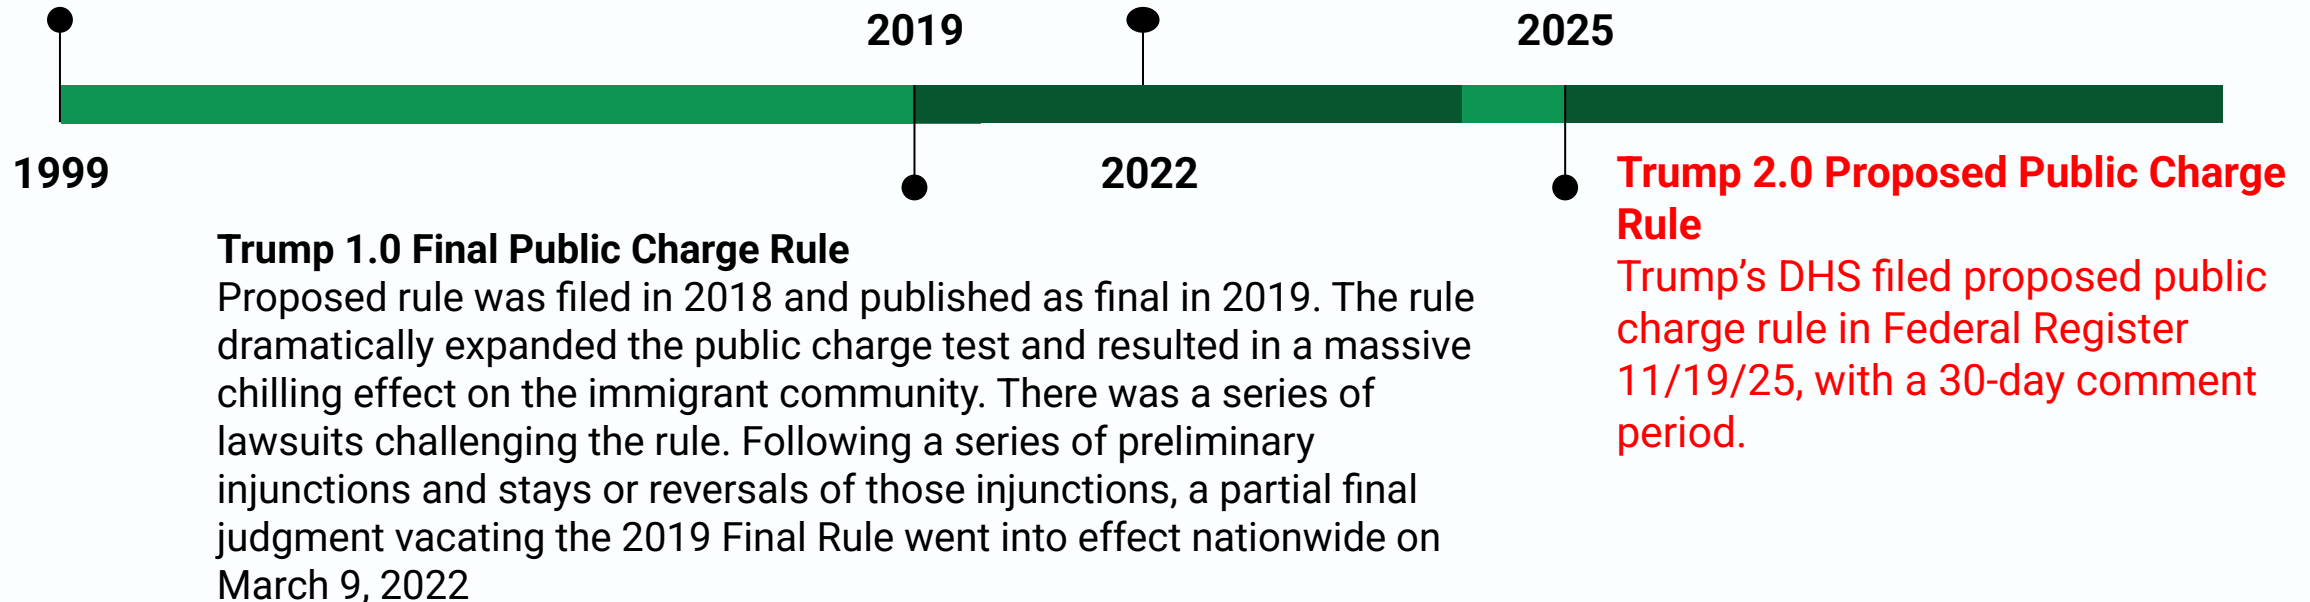 2019
2025
1999
2022
Trump 1.0 Final Public Charge Rule
Proposed rule was filed in 2018 and published as final in 2019. The rule
dramatically expanded the public charge test and resulted in a massive
chilling effect on the immigrant community. There was a series of
lawsuits challenging the rule. Following a series of preliminary
injunctions and stays or reversals of those injunctions, a partial final
judgment vacating the 2019 Final Rule went into effect nationwide on
March 9, 2022
Trump 2.0 Proposed Public Charge
Rule
Trump’s DHS filed proposed public
charge rule in Federal Register
11/19/25, with a 30-day comment
period.